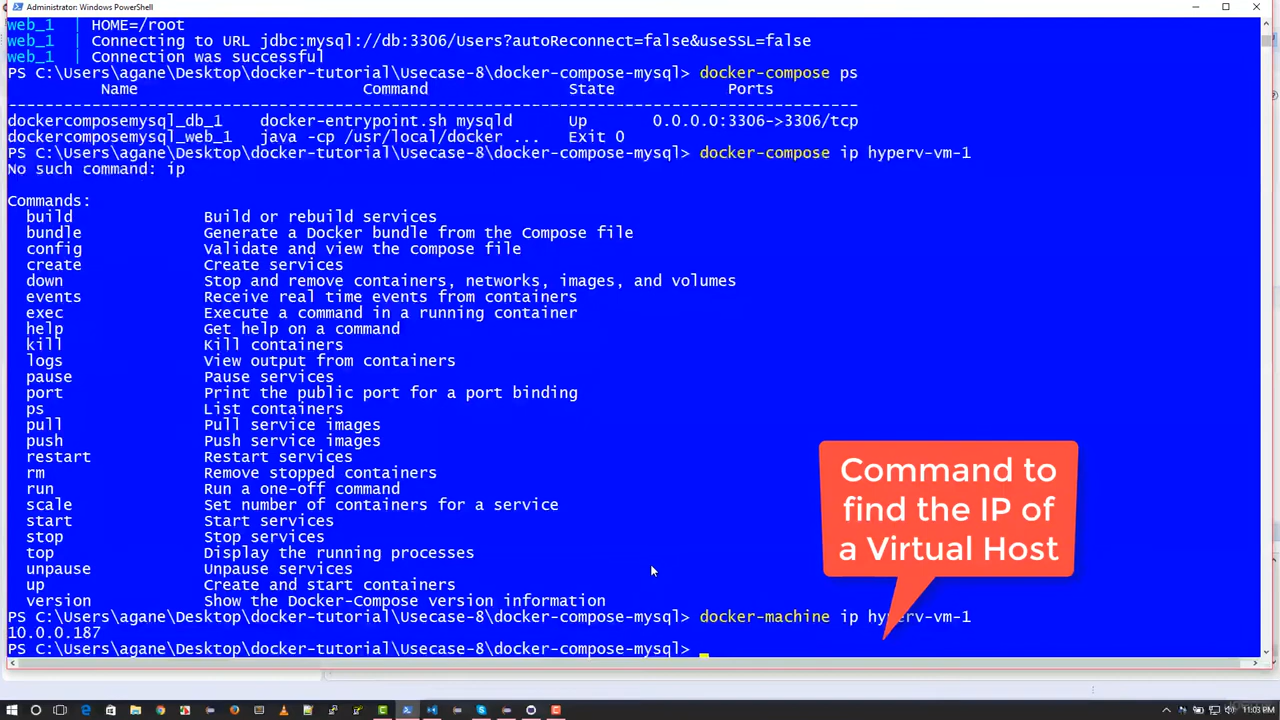 Administrator: Windows PowerShell
web_1 | HOME=/root
web_1 | Connecting to URL jdbc:mysql://db:3306/Users?autoReconnect=false&useSSL=false
web_1 | Connection was successful
PS C:\Users\agane\Desktop\docker-tutorial\Usecase-8\docker-compose-mysql> docker-compose ps
Name Command State Ports
---------------------------------------------------------------------------------------------
dockercomposemysql_db_1 docker-entrypoint.sh mysqld Up 0.0.0.0:3306->3306/tcp
dockercomposemysql_web_1 java -cp /usr/local/docker ... Exit 0
PS C:\Users\agane\Desktop\docker-tutorial\Usecase-8\docker-compose-mysql> docker-compose ip hyperv-vm-1
No such command: ip
Commands:
build Build or rebuild services
bundle Generate a Docker bundle from the Compose file
config Validate and view the compose file
create Create services
down Stop and remove containers, networks, images, and volumes
events Receive real time events from containers
exec Execute a command in a running container
help Get help on a command
kill Kill containers
logs View output from containers
pause Pause services
port Print the public port for a port binding
ps List containers
pull Pull service images
push Push service images
restart Restart services
rm Remove stopped containers
run Run a one-off command
scale Set number of containers for a service
start Start services
stop Stop services
top Display the running processes
unpause Unpause services
up Create and start containers
version Show the Docker-Compose version information
PS C:\Users\agane\Desktop\docker-tutorial\Usecase-8\docker-compose-mysql> docker-machine ip hyperv-vm-1
10.0.0.187
PS C:\Users\agane\Desktop\docker-tutorial\Usecase-8\docker-compose-mysql>
Command to
find the IP of
a Virtual Host
11:03 PM